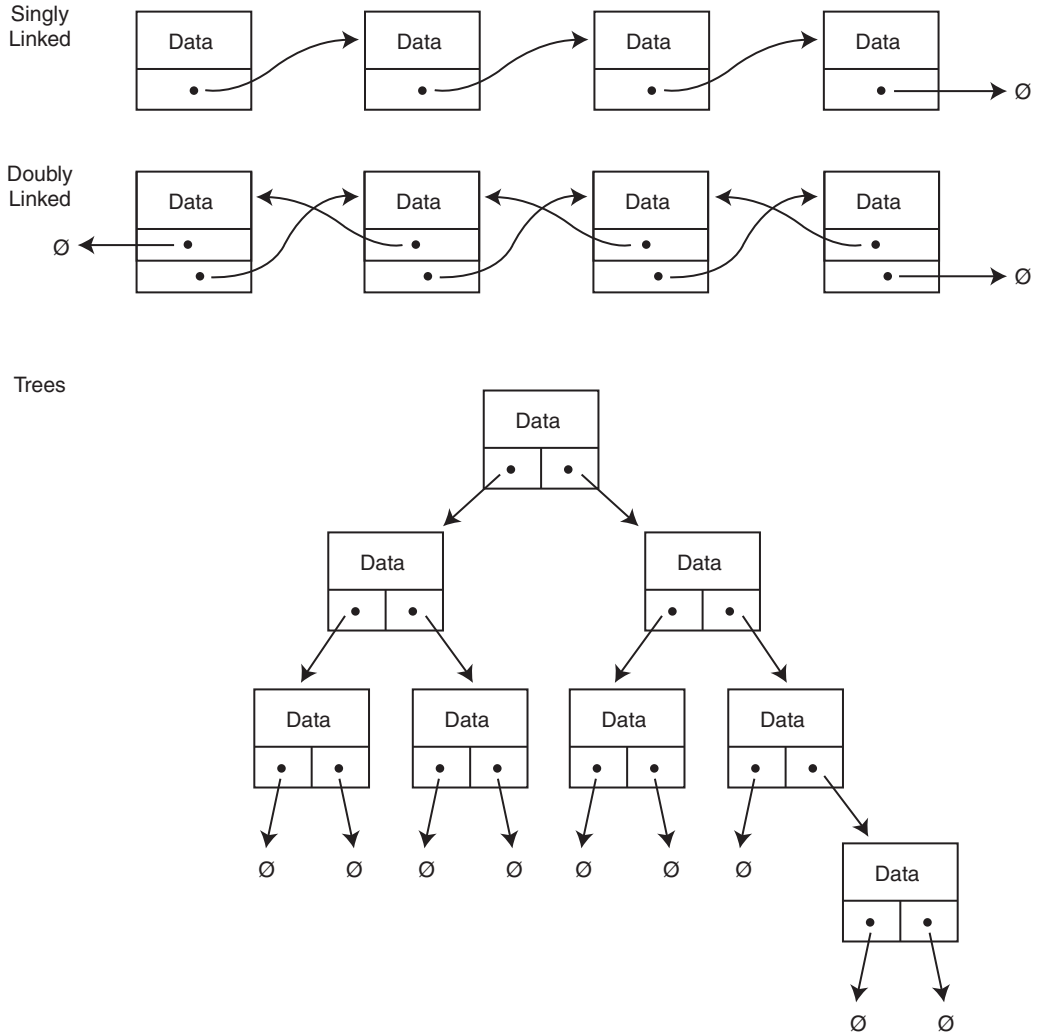 Singly
Linked
Data Data Data Data
Ø
Doubly
Linked
Data Data Data Data
Ø
Ø
Trees
Data
Data Data
Data Data Data Data
Ø Ø Ø Ø Ø Ø Ø
Data
Ø Ø